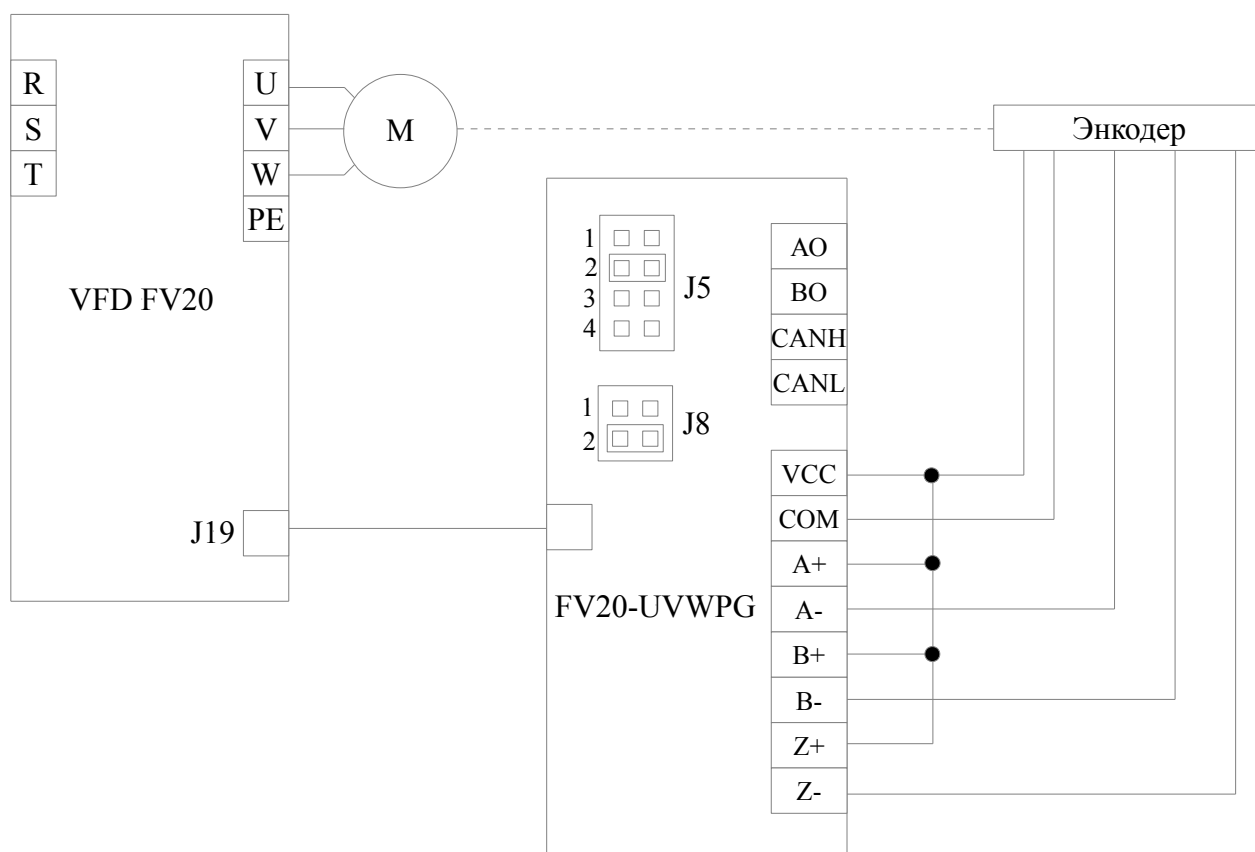 R
S
T
U
V
W
PE
VFD FV20
J19
M
Энкодер
1
2
3
4
J5
1
2
J8
FV20-UVWPG
AO
BO
CANH
CANL
VCC
COM
A+
A-
B+
B-
Z+
Z-